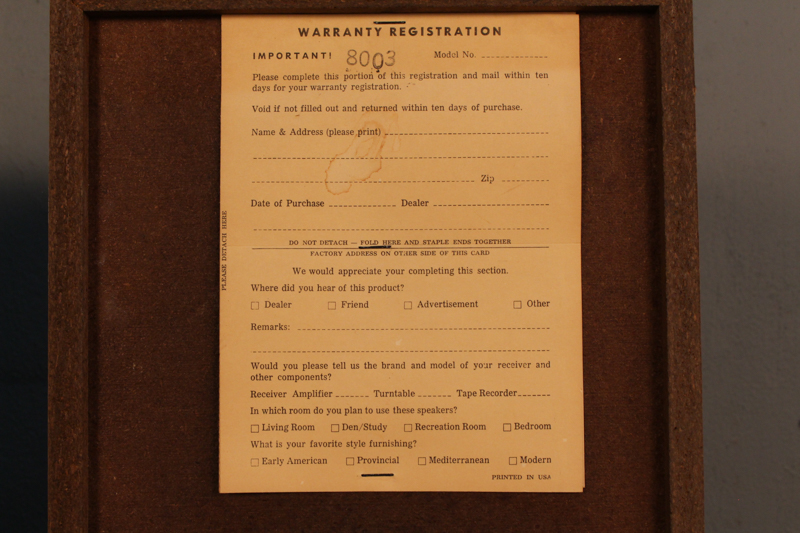 WARRANTY REGISTRATION
IMPORTANT! 8003 Model No.
Please complete this portion of this registration and mail within ten
days for your warranty registration.
Void if not filled out and returned within ten days of purchase.
Name & Address (please print)
Zip
Date of Purchase Dealer
DO NOT DETACH — FOLD HERE AND STAPLE ENDS TOGETHER
FACTORY ADDRESS ON OTHER SIDE OF THIS CARD
PLEASE DETACH HERE
We would appreciate your completing this section.
Where did you hear of this product?
☐ Dealer ☐ Friend ☐ Advertisement ☐ Other
Remarks:
Would you please tell us the brand and model of your receiver and
other components?
Receiver Amplifier Turntable Tape Recorder
In which room do you plan to use these speakers?
☐ Living Room ☐ Den/Study ☐ Recreation Room ☐ Bedroom
What is your favorite style furnishing?
☐ Early American ☐ Provincial ☐ Mediterranean ☐ Modern
PRINTED IN USA